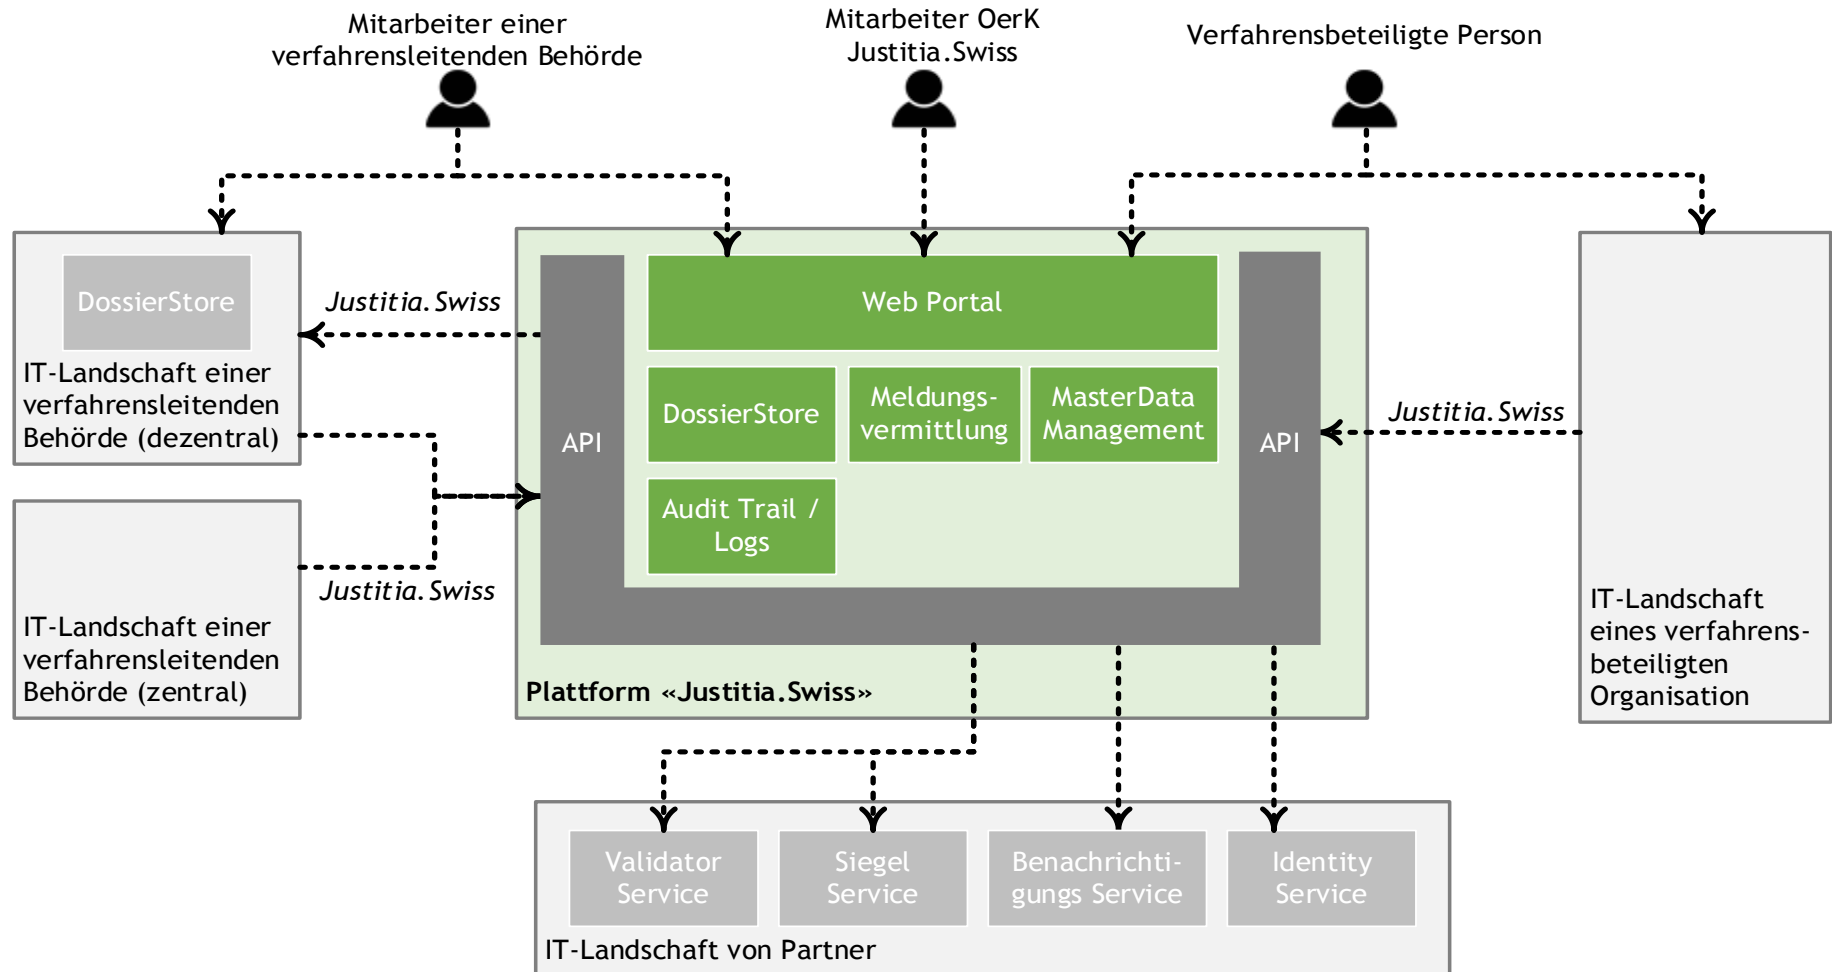 Mitarbeiter einer
verfahrensleitenden Behörde
Mitarbeiter OerK
Justitia.Swiss
Verfahrensbeteiligte Person
DossierStore
IT-Landschaft einer
verfahrensleitenden
Behörde (dezentral)
Justitia.Swiss
IT-Landschaft einer
verfahrensleitenden
Behörde (zentral)
Justitia.Swiss
API
Web Portal
DossierStore
Meldungs-
vermittlung
MasterData
Management
Audit Trail /
Logs
API
Plattform «Justitia.Swiss»
Justitia.Swiss
IT-Landschaft
eines verfahrens-
beteiligten
Organisation
Validator
Service
Siegel
Service
Benachrichti-
gungs Service
Identity
Service
IT-Landschaft von Partner